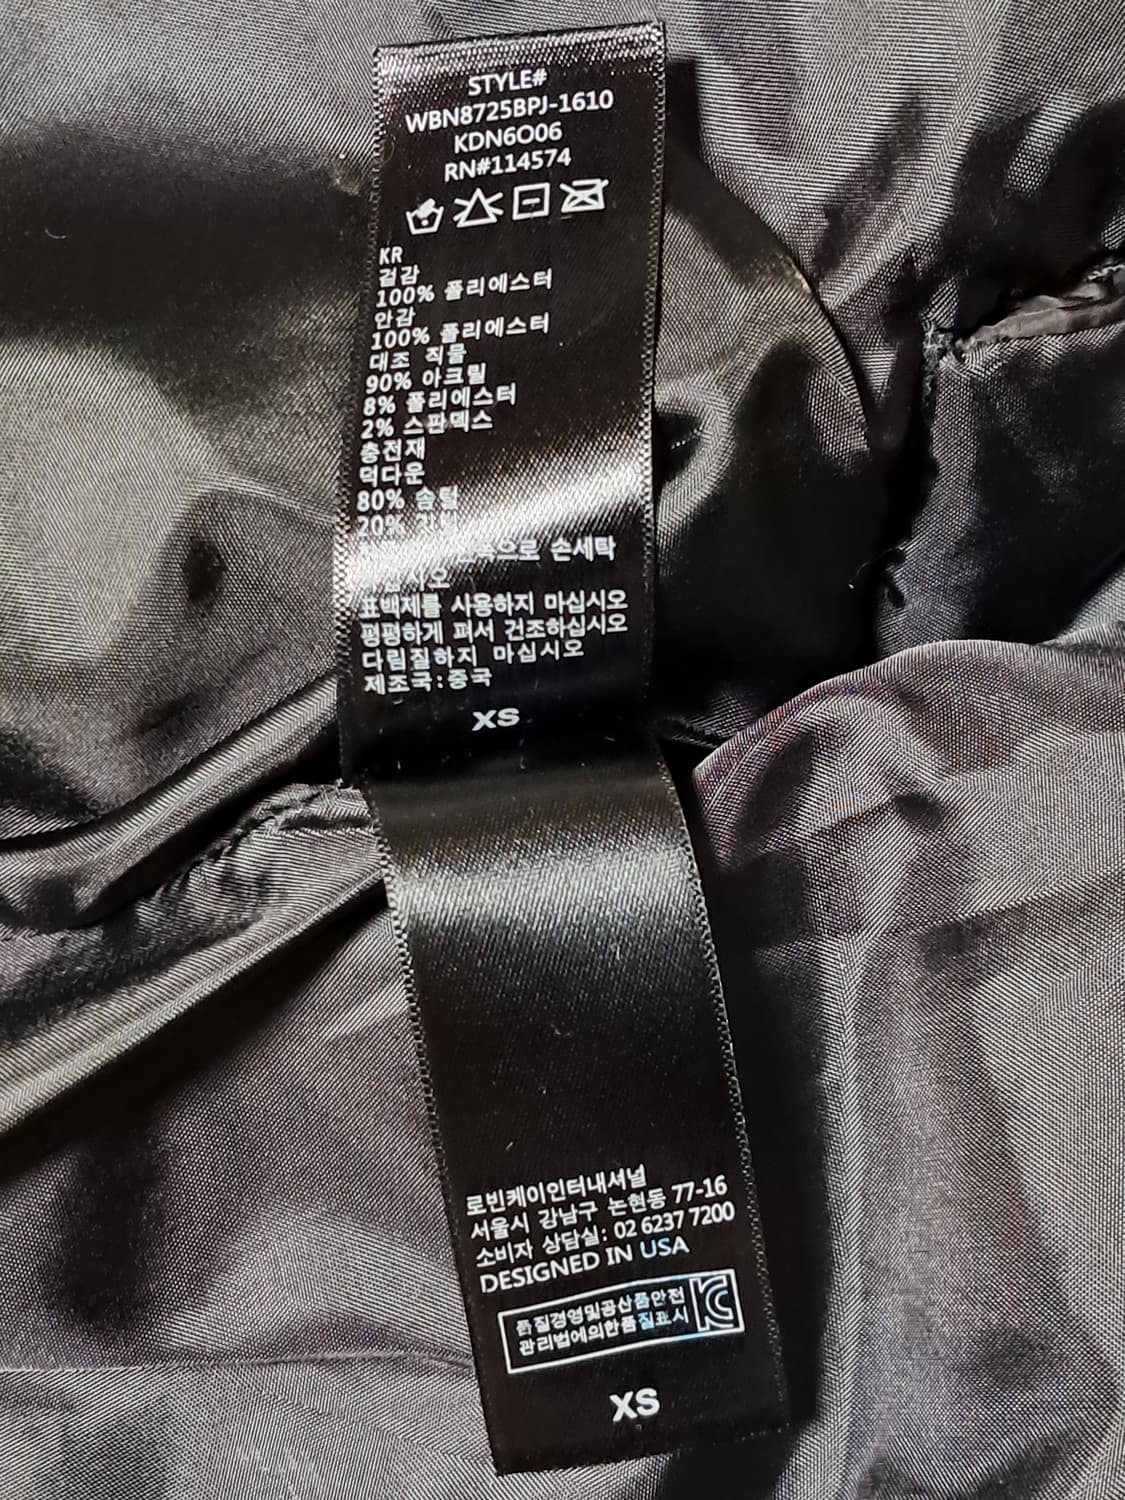 STYLE#
WBN8725BPJ-1610
KDN6O06
RN#114574
KR
겉감
100% 폴리에스터
안감
100% 폴리에스터
대조 직물
90% 아크릴
8% 폴리에스터
2% 스판덱스
충전재
덕다운
80% 솜털
20%
손세탁
표백제를 사용하지 마십시오
평평하게 펴서 건조하십시오
다림질하지 마십시오
제조국:중국
XS
로빈케이인터내셔널
서울시 강남구 논현동 77-16
소비자 상담실: 02 6237 7200
DESIGNED IN USA
품질경영및공산품안전
관리법에의한품질표시
XS